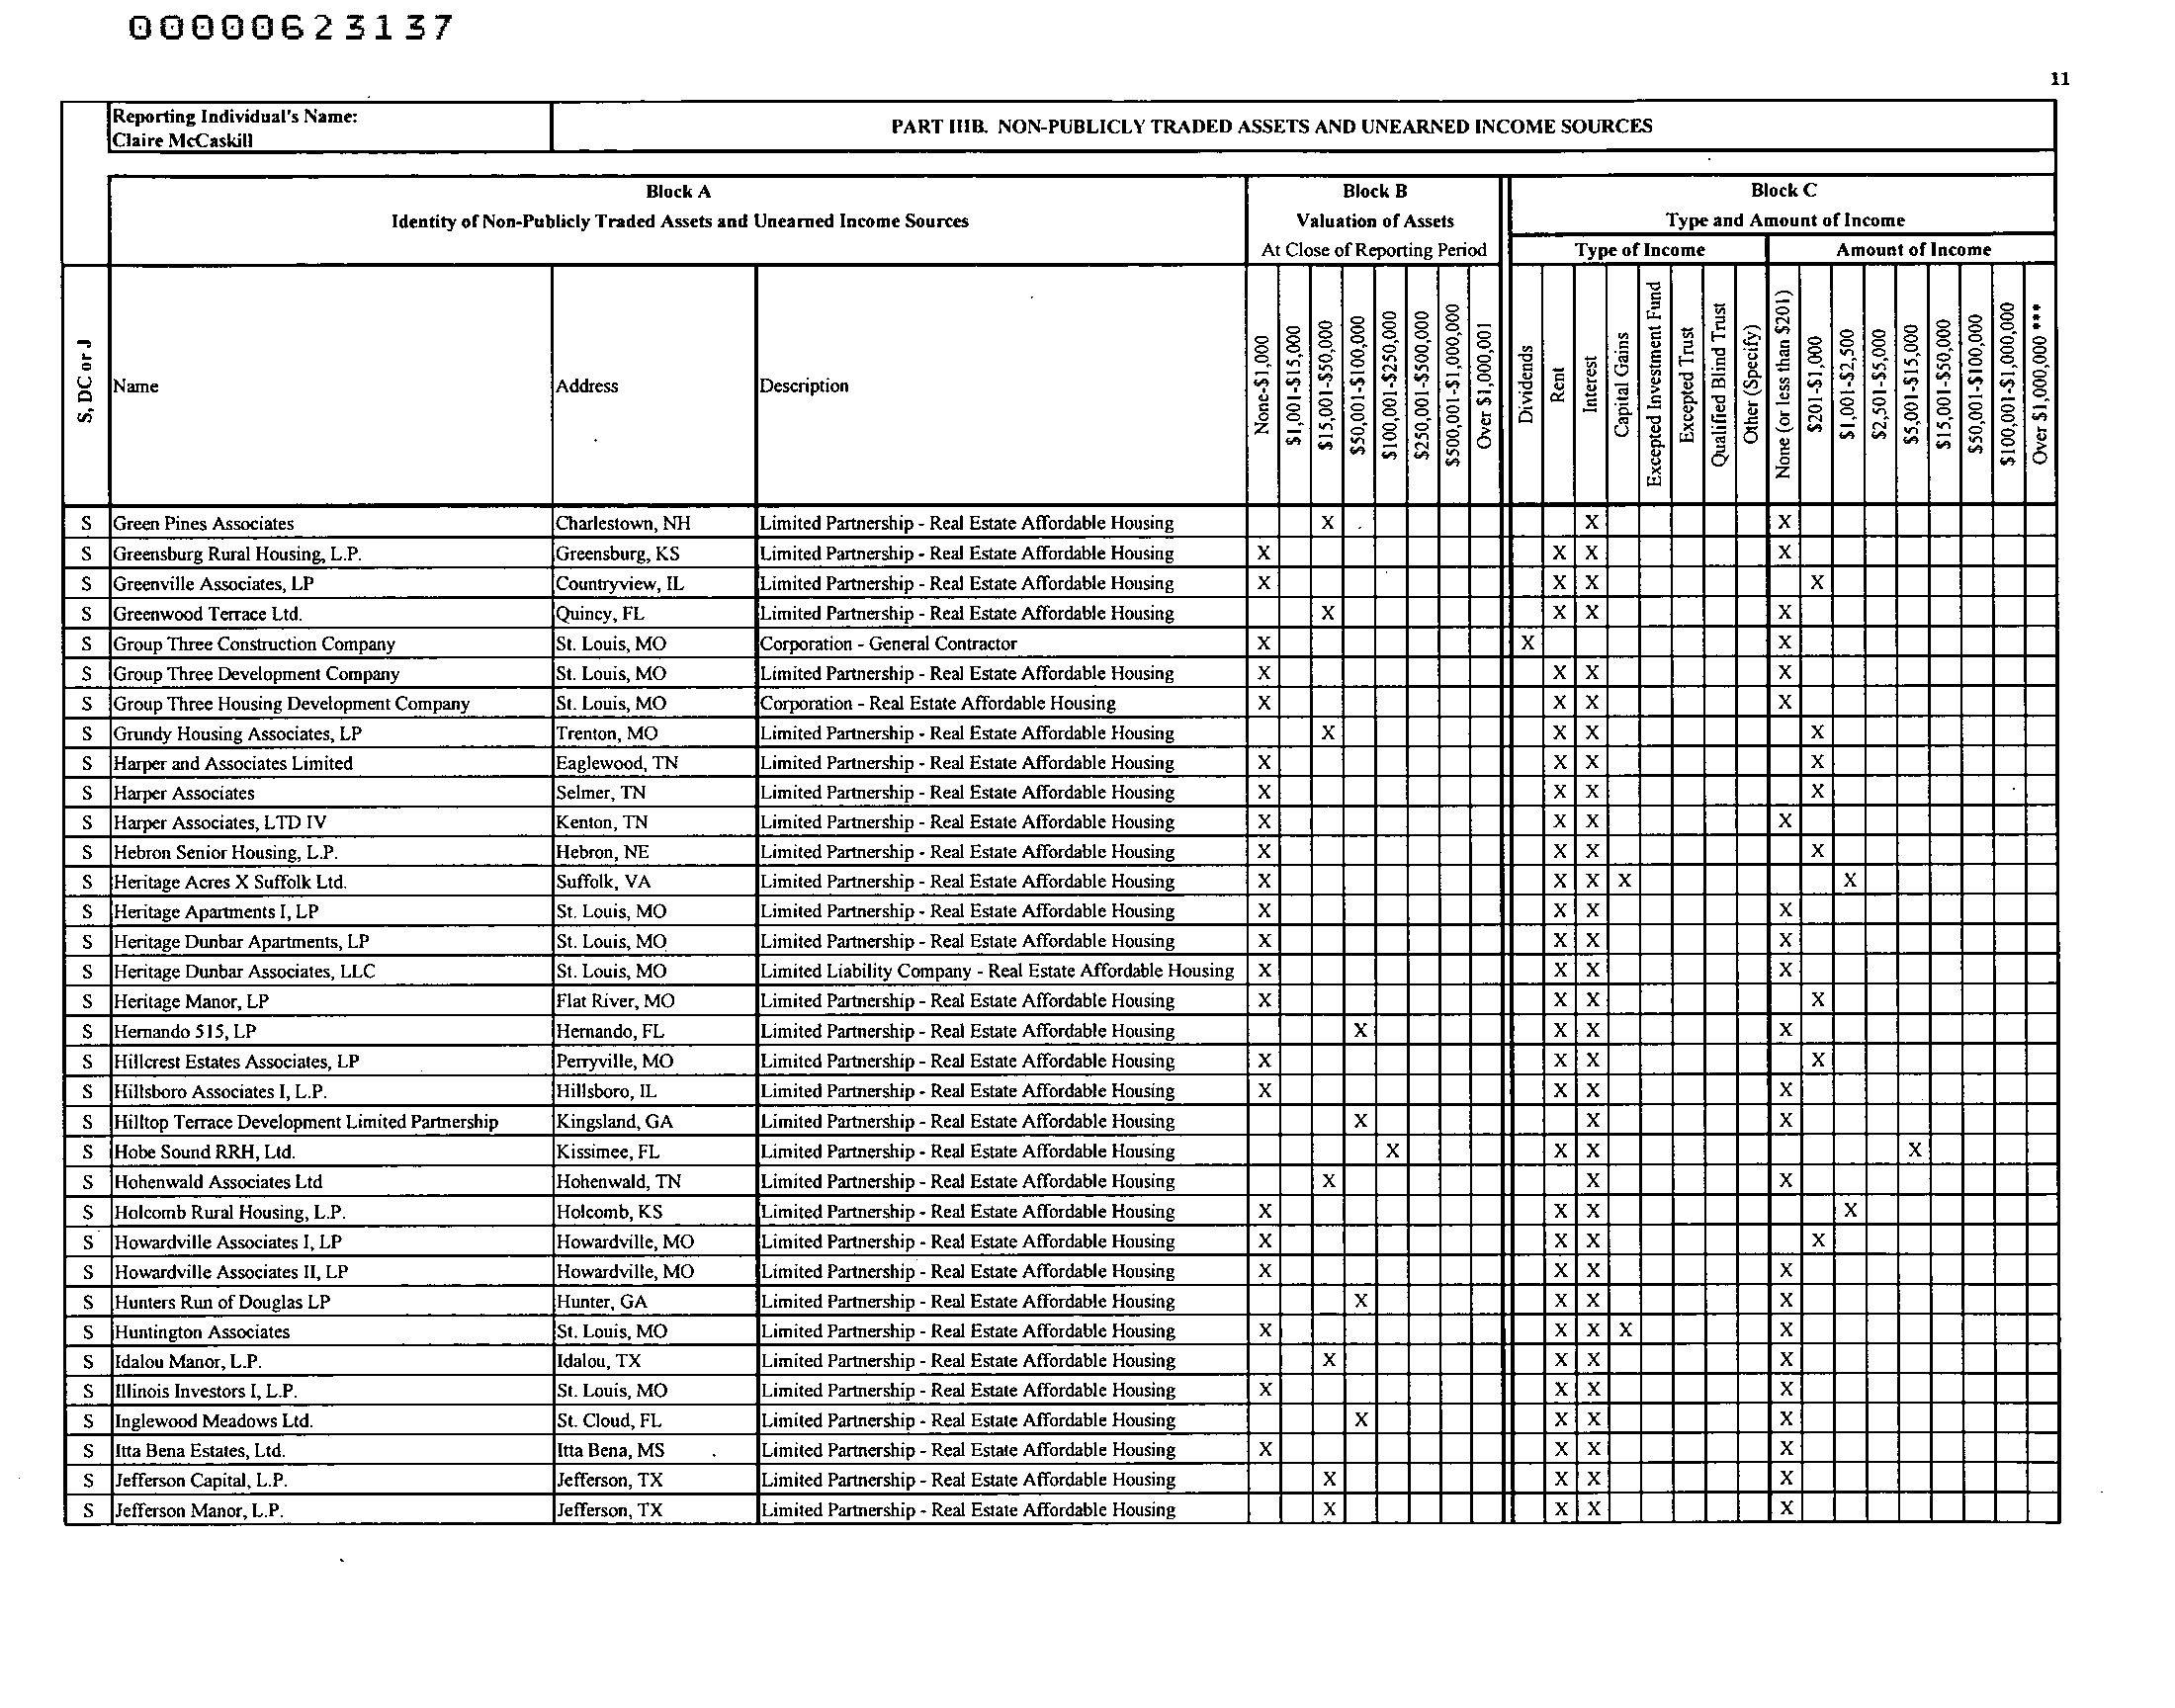 00000623137
11
Reporting Individual's Name:
Claire McCaskill
PART IIIB. NON-PUBLICLY TRADED ASSETS AND UNEARNED INCOME SOURCES
Block A
Identity of Non-Publicly Traded Assets and Unearned Income Sources
Block B
Valuation of Assets
At Close of Reporting Period
Block C
Type and Amount of Income
Type of Income Amount of Income
S, DC or J
Name
Address
Description
None-$1,000
$1,001-$15,000
$15,001-$50,000
$50,001-$100,000
$100,001-$250,000
$250,001-$500,000
$500,001-$1,000,000
Over $1,000,001
Dividends
Rent
Interest
Capital Gains
Excepted Investment Fund
Excepted Trust
Qualified Blind Trust
Other (Specify)
None (or less than $201)
$201-$1,000
$1,001-$2,500
$2,501-$5,000
$5,001-$15,000
$15,001-$50,000
$50,001-$100,000
$100,001-$1,000,000
Over $1,000,000 ***
S Green Pines Associates Charlestown, NH Limited Partnership - Real Estate Affordable Housing X X X
S Greensburg Rural Housing, L.P. Greensburg, KS Limited Partnership - Real Estate Affordable Housing X X X X
S Greenville Associates, LP Countryview, IL Limited Partnership - Real Estate Affordable Housing X X X X
S Greenwood Terrace Ltd. Quincy, FL Limited Partnership - Real Estate Affordable Housing X X X X
S Group Three Construction Company St. Louis, MO Corporation - General Contractor X X X
S Group Three Development Company St. Louis, MO Limited Partnership - Real Estate Affordable Housing X X X X
S Group Three Housing Development Company St. Louis, MO Corporation - Real Estate Affordable Housing X X X X
S Grundy Housing Associates, LP Trenton, MO Limited Partnership - Real Estate Affordable Housing X X X X
S Harper and Associates Limited Eaglewood, TN Limited Partnership - Real Estate Affordable Housing X X X X
S Harper Associates Selmer, TN Limited Partnership - Real Estate Affordable Housing X X X X
S Harper Associates, LTD IV Kenton, TN Limited Partnership - Real Estate Affordable Housing X X X X
S Hebron Senior Housing, L.P. Hebron, NE Limited Partnership - Real Estate Affordable Housing X X X X
S Heritage Acres X Suffolk Ltd. Suffolk, VA Limited Partnership - Real Estate Affordable Housing X X X X X
S Heritage Apartments I, LP St. Louis, MO Limited Partnership - Real Estate Affordable Housing X X X X
S Heritage Dunbar Apartments, LP St. Louis, MO Limited Partnership - Real Estate Affordable Housing X X X X
S Heritage Dunbar Associates, LLC St. Louis, MO Limited Liability Company - Real Estate Affordable Housing X X X X
S Heritage Manor, LP Flat River, MO Limited Partnership - Real Estate Affordable Housing X X X X
S Hernando 515, LP Hernando, FL Limited Partnership - Real Estate Affordable Housing X X X X
S Hillcrest Estates Associates, LP Perryville, MO Limited Partnership - Real Estate Affordable Housing X X X X
S Hillsboro Associates I, L.P. Hillsboro, IL Limited Partnership - Real Estate Affordable Housing X X X X
S Hilltop Terrace Development Limited Partnership Kingsland, GA Limited Partnership - Real Estate Affordable Housing X X X
S Hobe Sound RRH, Ltd. Kissimee, FL Limited Partnership - Real Estate Affordable Housing X X X X
S Hohenwald Associates Ltd Hohenwald, TN Limited Partnership - Real Estate Affordable Housing X X X
S Holcomb Rural Housing, L.P. Holcomb, KS Limited Partnership - Real Estate Affordable Housing X X X X
S Howardville Associates I, LP Howardville, MO Limited Partnership - Real Estate Affordable Housing X X X X
S Howardville Associates II, LP Howardville, MO Limited Partnership - Real Estate Affordable Housing X X X X
S Hunters Run of Douglas LP Hunter, GA Limited Partnership - Real Estate Affordable Housing X X X X
S Huntington Associates St. Louis, MO Limited Partnership - Real Estate Affordable Housing X X X X X
S Idalou Manor, L.P. Idalou, TX Limited Partnership - Real Estate Affordable Housing X X X X
S Illinois Investors I, L.P. St. Louis, MO Limited Partnership - Real Estate Affordable Housing X X X X
S Inglewood Meadows Ltd. St. Cloud, FL Limited Partnership - Real Estate Affordable Housing X X X X
S Itta Bena Estates, Ltd. Itta Bena, MS Limited Partnership - Real Estate Affordable Housing X X X X
S Jefferson Capital, L.P. Jefferson, TX Limited Partnership - Real Estate Affordable Housing X X X X
S Jefferson Manor, L.P. Jefferson, TX Limited Partnership - Real Estate Affordable Housing X X X X